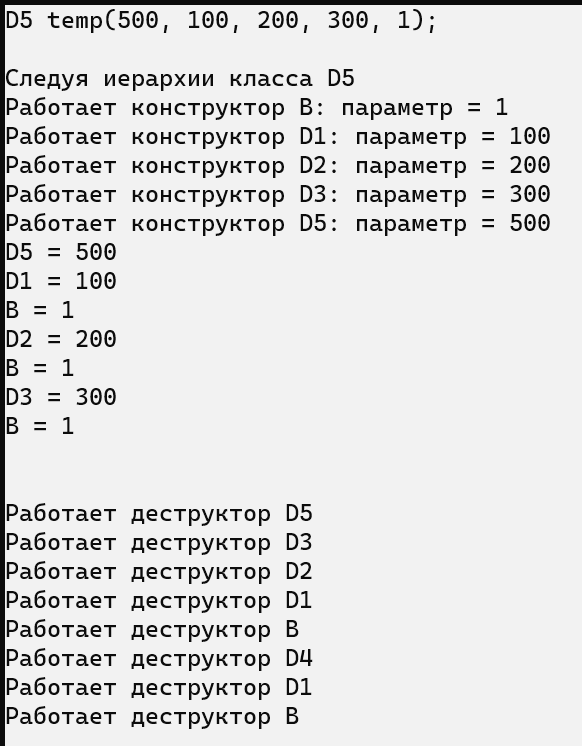 D5 temp(500, 100, 200, 300, 1);
Следуя иерархии класса D5
Работает конструктор B: параметр = 1
Работает конструктор D1: параметр = 100
Работает конструктор D2: параметр = 200
Работает конструктор D3: параметр = 300
Работает конструктор D5: параметр = 500
D5 = 500
D1 = 100
B = 1
D2 = 200
B = 1
D3 = 300
B = 1
Работает деструктор D5
Работает деструктор D3
Работает деструктор D2
Работает деструктор D1
Работает деструктор B
Работает деструктор D4
Работает деструктор D1
Работает деструктор B